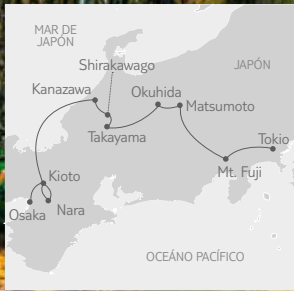 MAR DE
JAPÓN
Shirakawago
JAPÓN
Kanazawa
Okuhida
Matsumoto
Takayama
Tokio
Mt. Fuji
Kioto
Osaka
Nara
OCEÁNO PACÍFICO